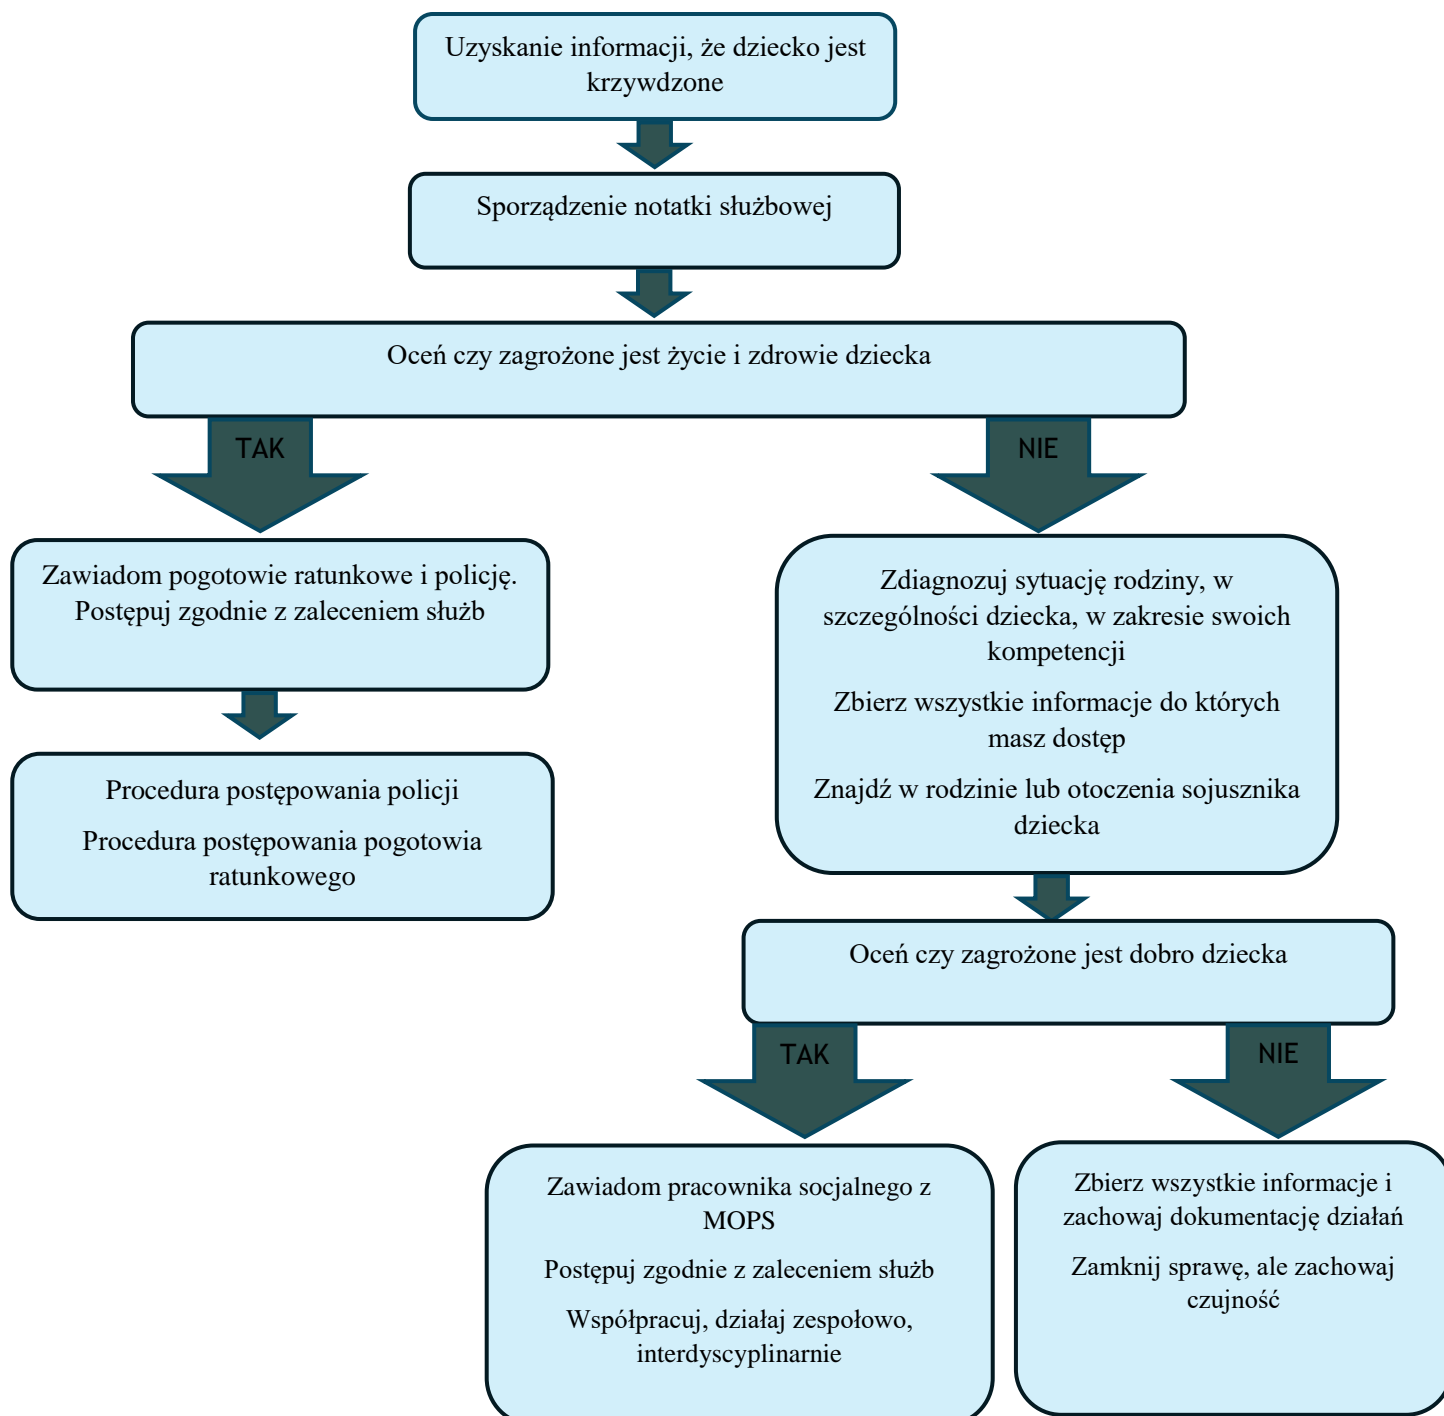 Uzyskanie informacji, że dziecko jest
krzywdzone
Sporządzenie notatki służbowej
Oceń czy zagrożone jest życie i zdrowie dziecka
TAK
NIE
Zawiadom pogotowie ratunkowe i policję.
Postępuj zgodnie z zaleceniem służb
Procedura postępowania policji
Procedura postępowania pogotowia
ratunkowego
Zdiagnozuj sytuację rodziny, w
szczególności dziecka, w zakresie swoich
kompetencji
Zbierz wszystkie informacje do których
masz dostęp
Znajdź w rodzinie lub otoczenia sojusznika
dziecka
Oceń czy zagrożone jest dobro dziecka
TAK
NIE
Zawiadom pracownika socjalnego z
MOPS
Postępuj zgodnie z zaleceniem służb
Współpracuj, działaj zespołowo,
interdyscyplinarnie
Zbierz wszystkie informacje i
zachowaj dokumentację działań
Zamknij sprawę, ale zachowaj
czujność